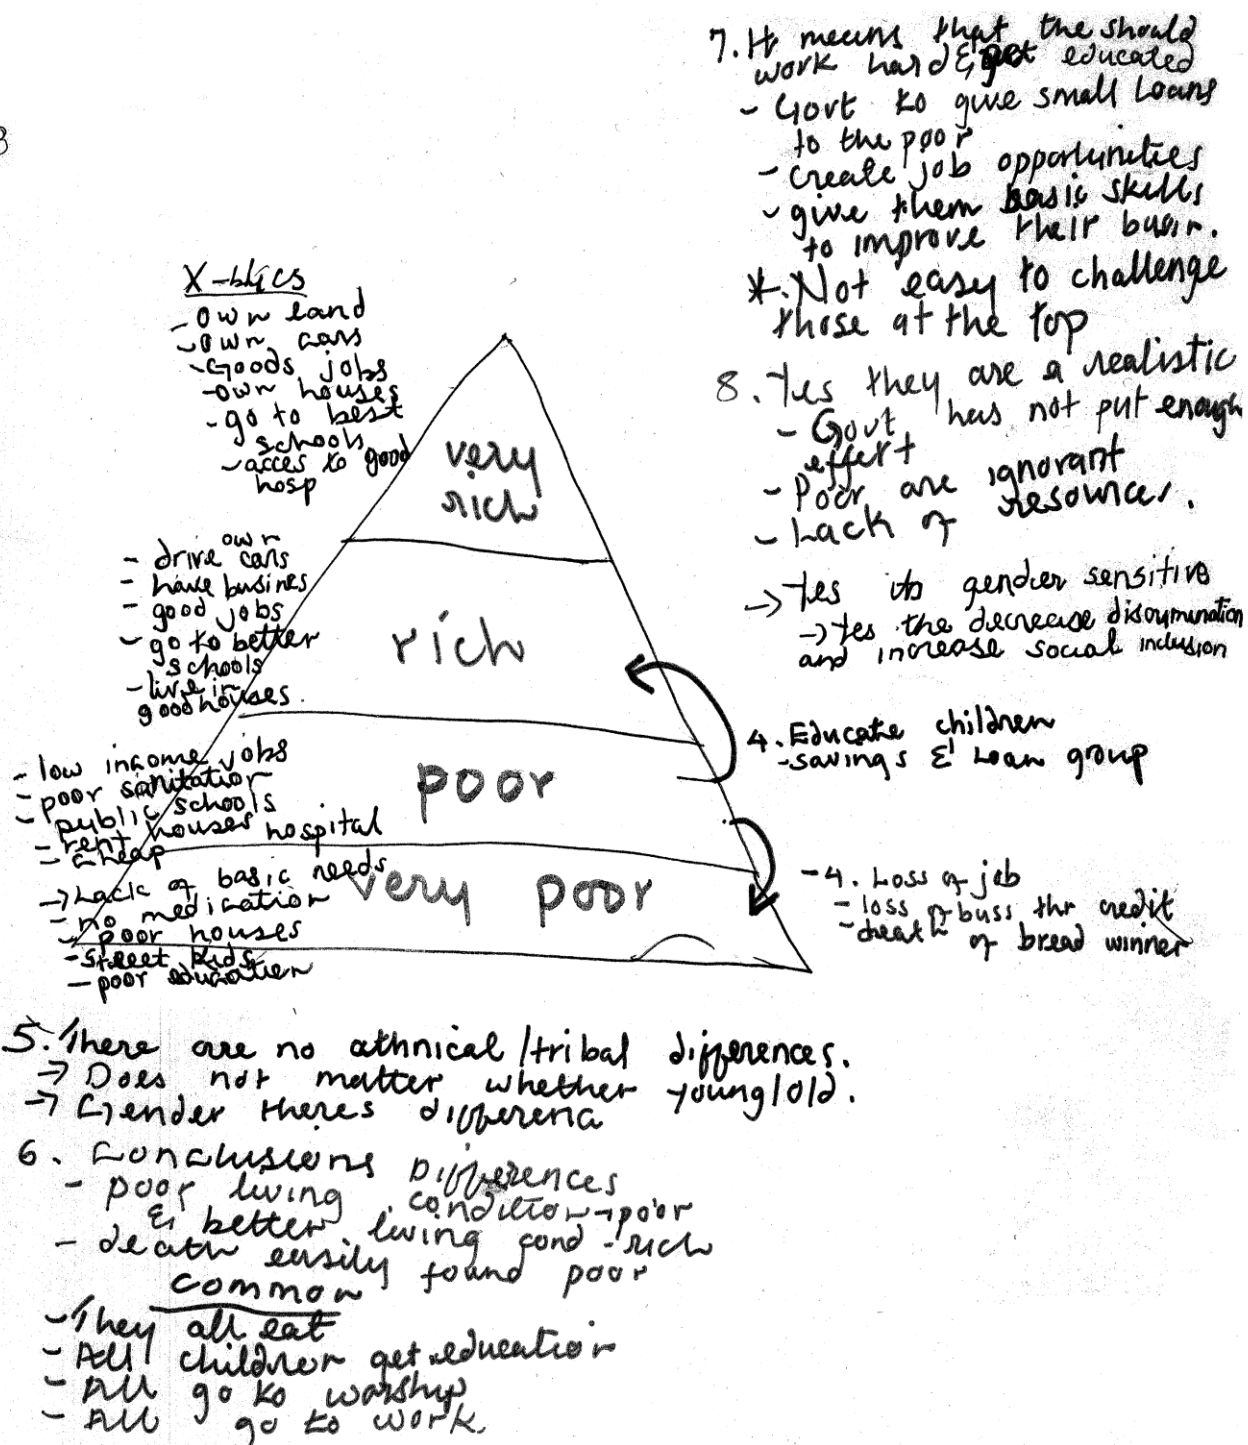 7. It means that the should
work hard & get educated
- Govt to give small loans
to the poor
- create job opportunities
- give them basic skills
to improve their busin.
*. Not easy to challenge
those at the top
8. Yes they are a realistic
- Govt has not put enough
effert
- Poor are ignorant
- Lack of resources.
→ Yes its gender sensitive
→ Yes the decrease discrumination
and increase social inclusion
X-btics
- own land
- own cars
- Goods jobs
- own houses
- go to best
schools
- acces to good
hosp
very
rich
own
- drive cars
- have busines
- good jobs
- go to better
schools
- live in
good houses.
rich
4. Educate children
- savings & Loan group
- low income jobs
- poor sanitation
- public schools
- rent houses
- cheap hospital
poor
→ Lack of basic needs
- no medication
- poor houses
- street kids
- poor education
very poor
- 4. Loss of job
- loss of buss thr credit
- death of bread winner
5. There are no athnical/tribal differences.
→ Does not matter whether young/old.
→ Gender theres differena
6. Conclusions Differences
- poor living condition → poor
& better living cond - rich
- death easily found poor
common
- They all eat
- All children get education
- All go to worship
- All go to work.